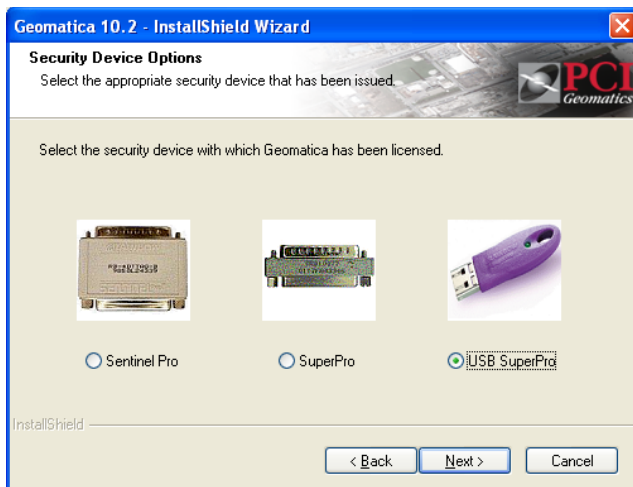 Geomatica 10.2 - InstallShield Wizard
Security Device Options
Select the appropriate security device that has been issued.
PCI
Geomatics
Select the security device with which Geomatica has been licensed.
Sentinel Pro
SuperPro
USB SuperPro
InstallShield
< Back
Next >
Cancel